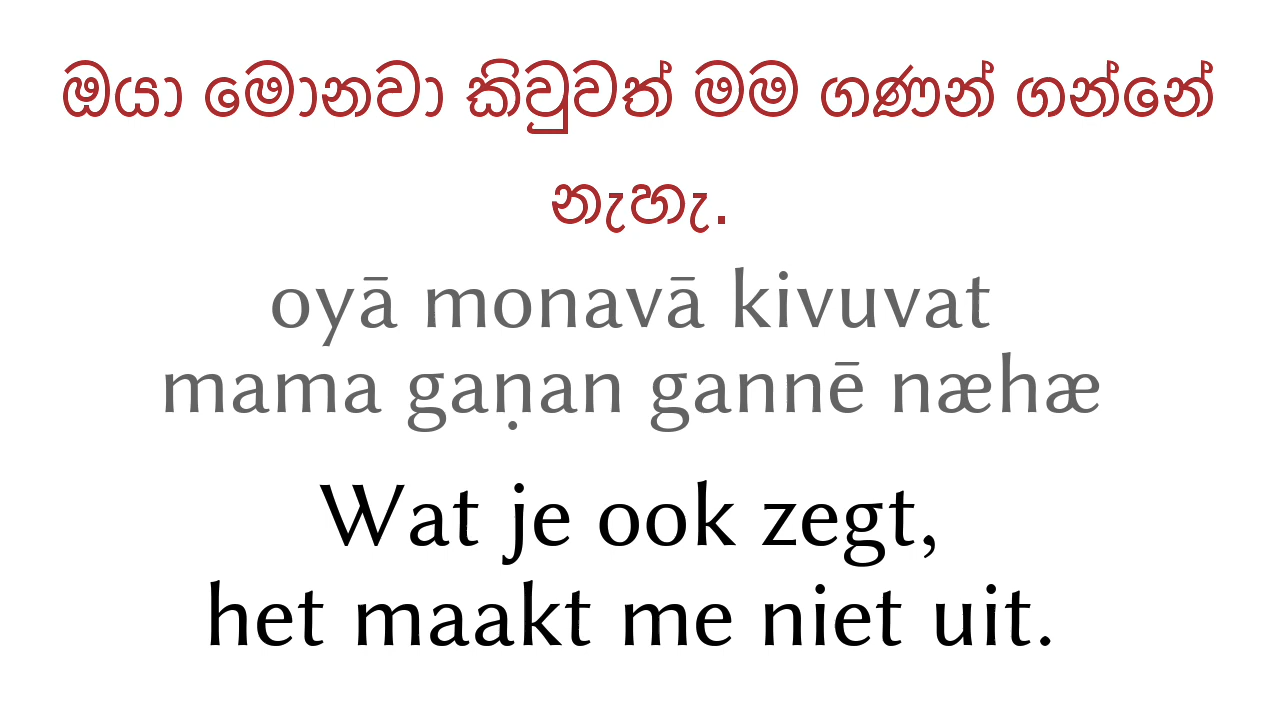 ඔයා මොනවා කිවුවත් මම ගණන් ගන්නේ
නැහැ.
oyā monavā kivuvat
mama gaṇan gannē næhæ
Wat je ook zegt,
het maakt me niet uit.